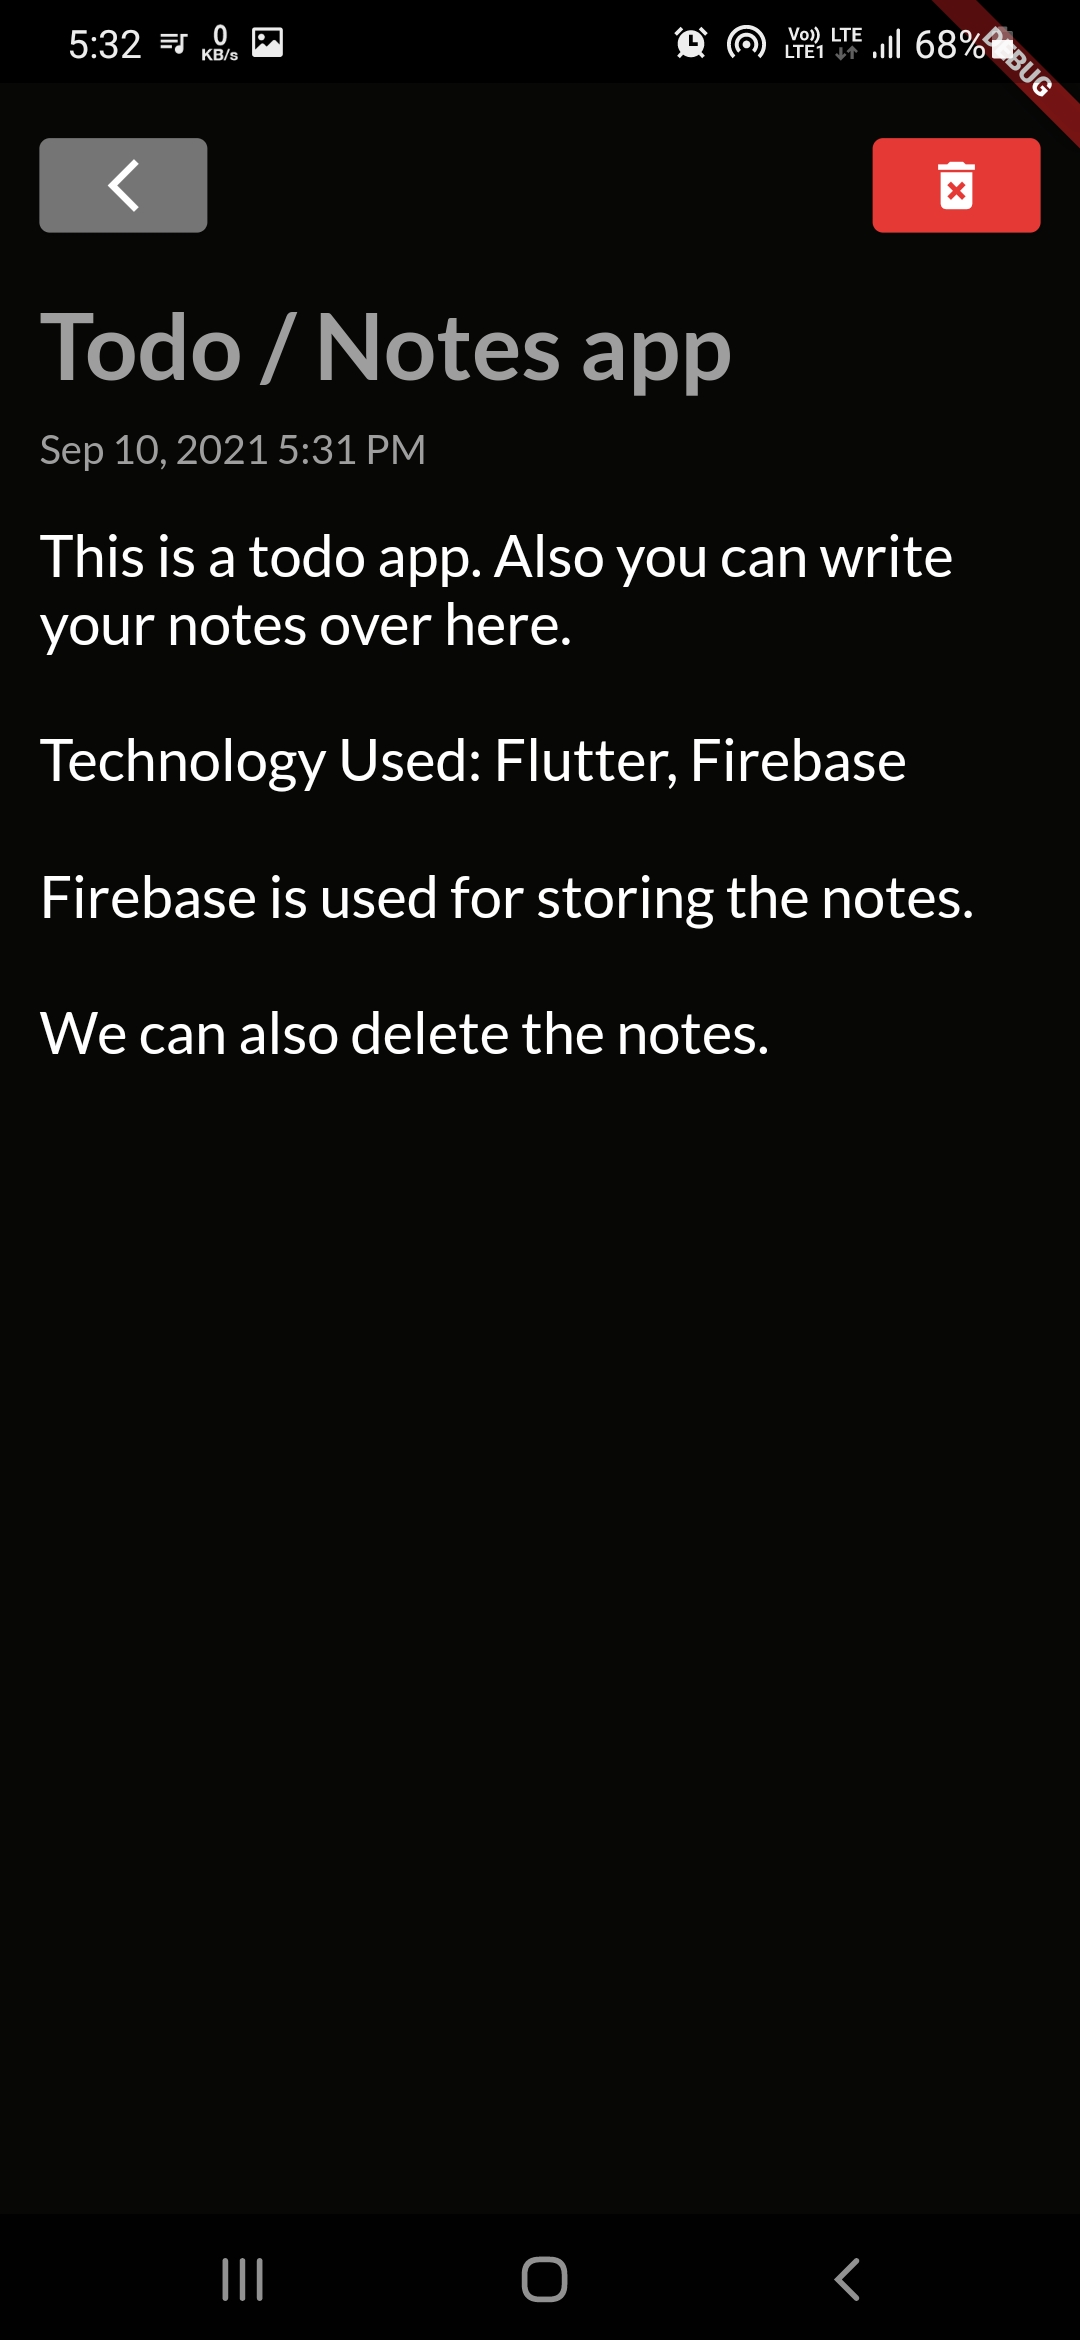 5:32 0 KB/s Vo)) LTE1 LTE 68% DEBUG
Todo / Notes app
Sep 10, 2021 5:31 PM
This is a todo app. Also you can write
your notes over here.
Technology Used: Flutter, Firebase
Firebase is used for storing the notes.
We can also delete the notes.